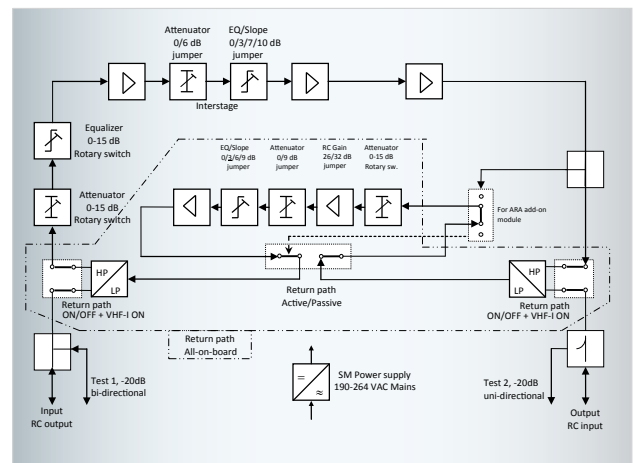 Attenuator
0/6 dB
jumper
EQ/Slope
0/3/7/10 dB
jumper
Interstage
Equalizer
0-15 dB
Rotary switch
Attenuator
0-15 dB
Rotary switch
EQ/Slope
0/3/6/9 dB
jumper
Attenuator
0/9 dB
jumper
RC Gain
26/32 dB
jumper
Attenuator
0-15 dB
Rotary sw.
For ARA add-on
module
HP
LP
Return path
ON/OFF + VHF-I ON
Return path
Active/Passive
HP
LP
Return path
ON/OFF + VHF-I ON
Return path
All-on-board
Test 1, -20dB
bi-directional
Input
RC output
SM Power supply
190-264 VAC Mains
Test 2, -20dB
uni-directional
Output
RC input